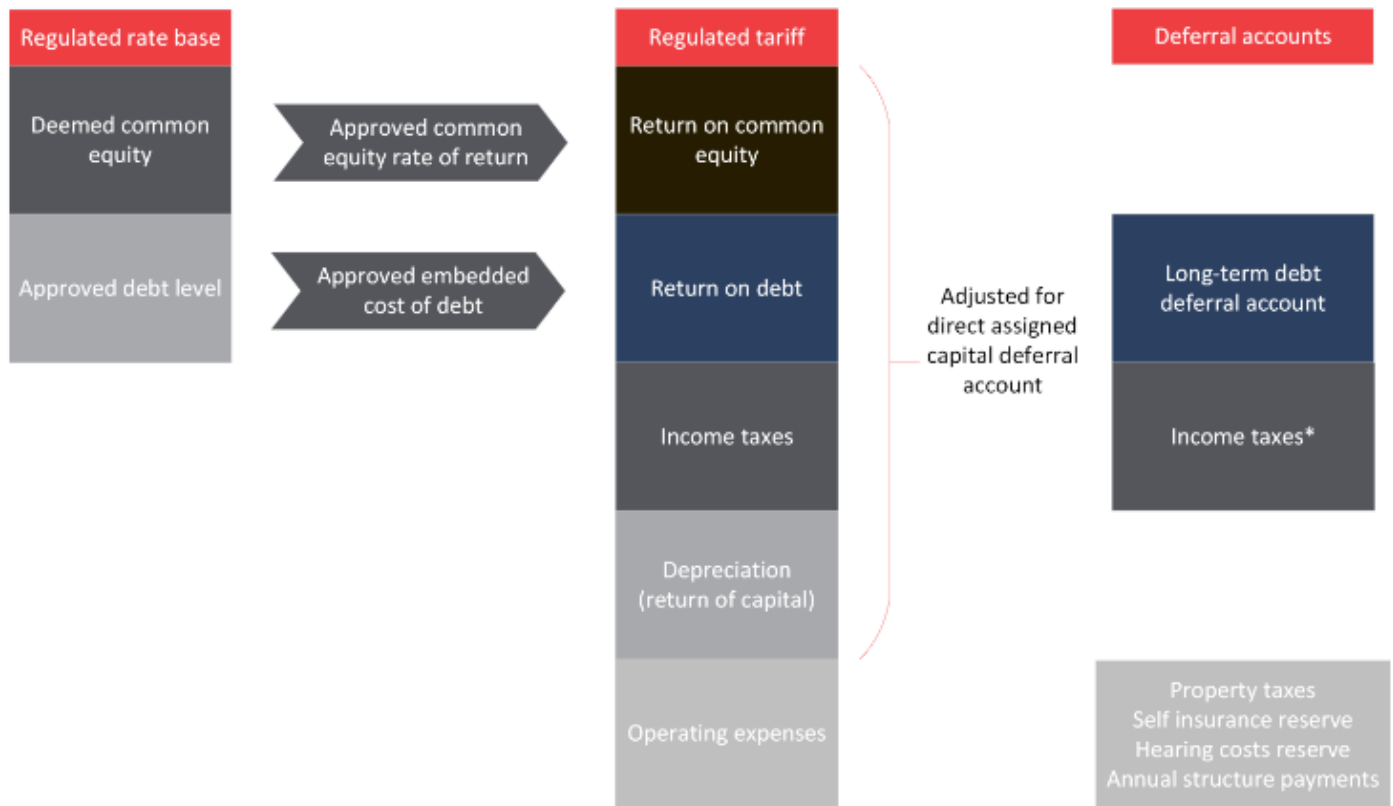 Regulated rate base
Deemed common
equity
Approved debt level
Approved common
equity rate of return
Approved embedded
cost of debt
Regulated tariff
Return on common
equity
Return on debt
Income taxes
Depreciation
(return of capital)
Operating expenses
Adjusted for
direct assigned
capital deferral
account
Deferral accounts
Long-term debt
deferral account
Income taxes*
Property taxes
Self insurance reserve
Hearing costs reserve
Annual structure payments